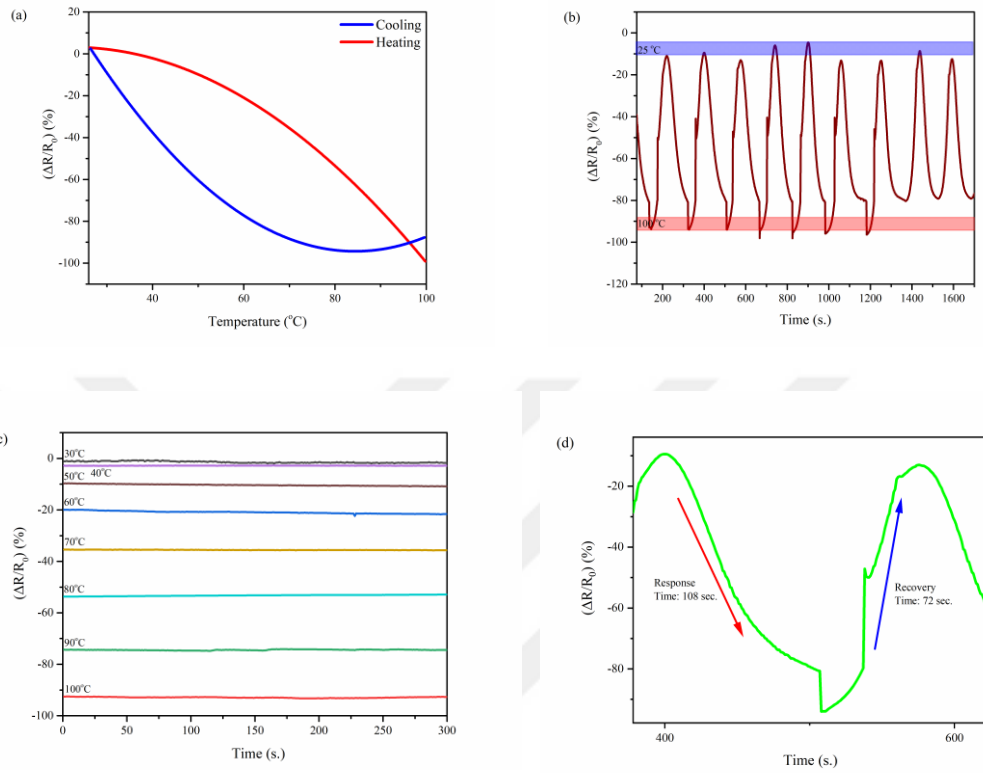 (a)
Cooling
Heating
20
0
-20
-40
-60
-80
-100
(ΔR/R0) (%)
40
60
80
100
Temperature (oC)
(b)
0
-20
-40
-60
-80
-100
-120
(ΔR/R0) (%)
25 °C
100 °C
200
400
600
800
1000
1200
1400
1600
Time (s.)
c)
0
-20
-40
-60
-80
-100
(ΔR/R0) (%)
30°C
40°C
50°C
60°C
70°C
80°C
90°C
100°C
0
50
100
150
200
250
300
Time (s.)
(d)
-20
-40
-60
-80
(ΔR/R0) (%)
Response
Time: 108 sec.
Recovery
Time: 72 sec.
400
600
Time (s.)